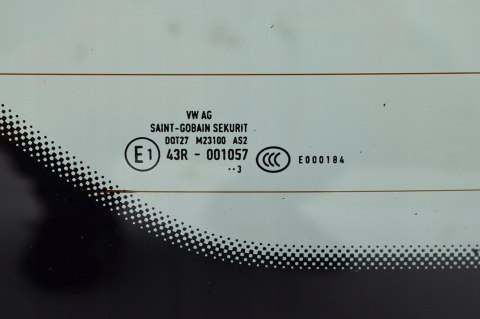 VW AG
SAINT-GOBAIN SEKURIT
DOT27 M23100 AS2
E1 43R - 001057 CCC E000184
··3